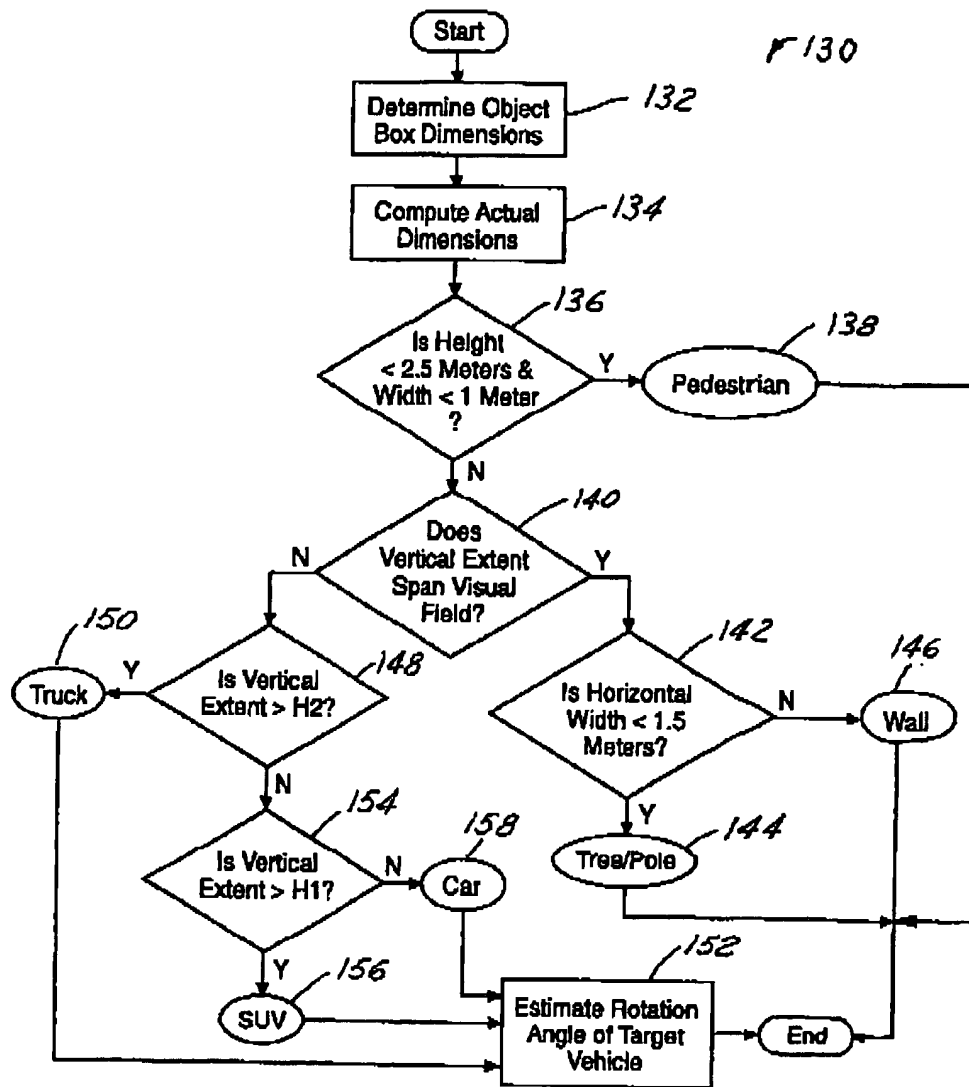 Start
130
Determine Object
Box Dimensions
132
Compute Actual
Dimensions
134
136
Is Height
< 2.5 Meters &
Width < 1 Meter
?
Y
138
Pedestrian
N
140
Does
Vertical Extent
Span Visual
Field?
N
Y
150
Truck
Y
148
Is Vertical
Extent > H2?
142
Is Horizontal
Width < 1.5
Meters?
N
146
Wall
N
Y
154
Is Vertical
Extent > H1?
N
158
Car
144
Tree/Pole
Y
156
SUV
152
Estimate Rotation
Angle of Target
Vehicle
End